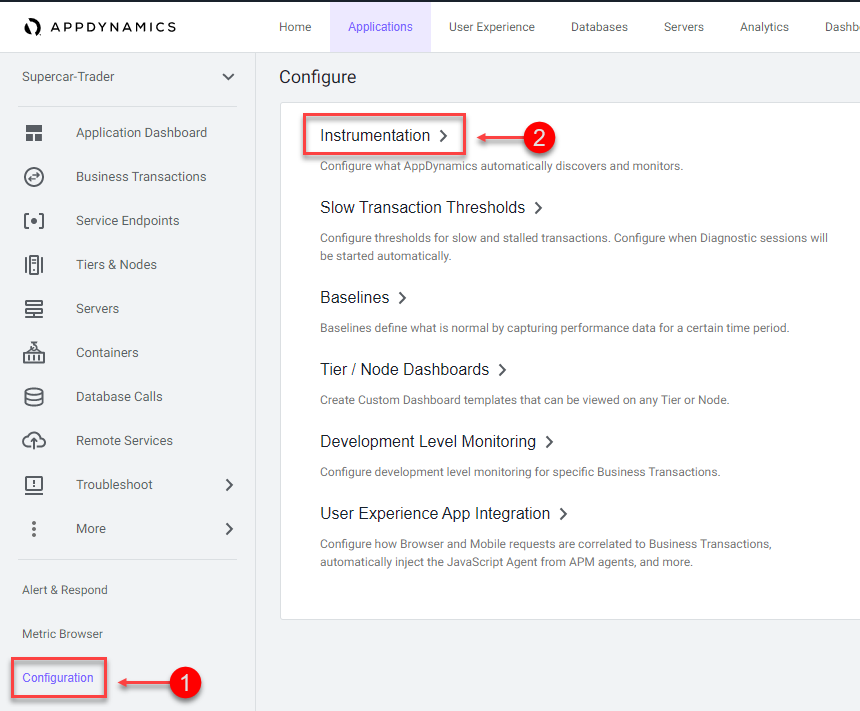 APPDYNAMICS
Home
Applications
User Experience
Databases
Servers
Analytics
Dashb
Supercar-Trader
Application Dashboard
Business Transactions
Service Endpoints
Tiers & Nodes
Servers
Containers
Database Calls
Remote Services
Troubleshoot
More
Alert & Respond
Metric Browser
Configuration
1
Configure
Instrumentation
2
Configure what AppDynamics automatically discovers and monitors.
Slow Transaction Thresholds
Configure thresholds for slow and stalled transactions. Configure when Diagnostic sessions will
be started automatically.
Baselines
Baselines define what is normal by capturing performance data for a certain time period.
Tier / Node Dashboards
Create Custom Dashboard templates that can be viewed on any Tier or Node.
Development Level Monitoring
Configure development level monitoring for specific Business Transactions.
User Experience App Integration
Configure how Browser and Mobile requests are correlated to Business Transactions,
automatically inject the JavaScript Agent from APM agents, and more.